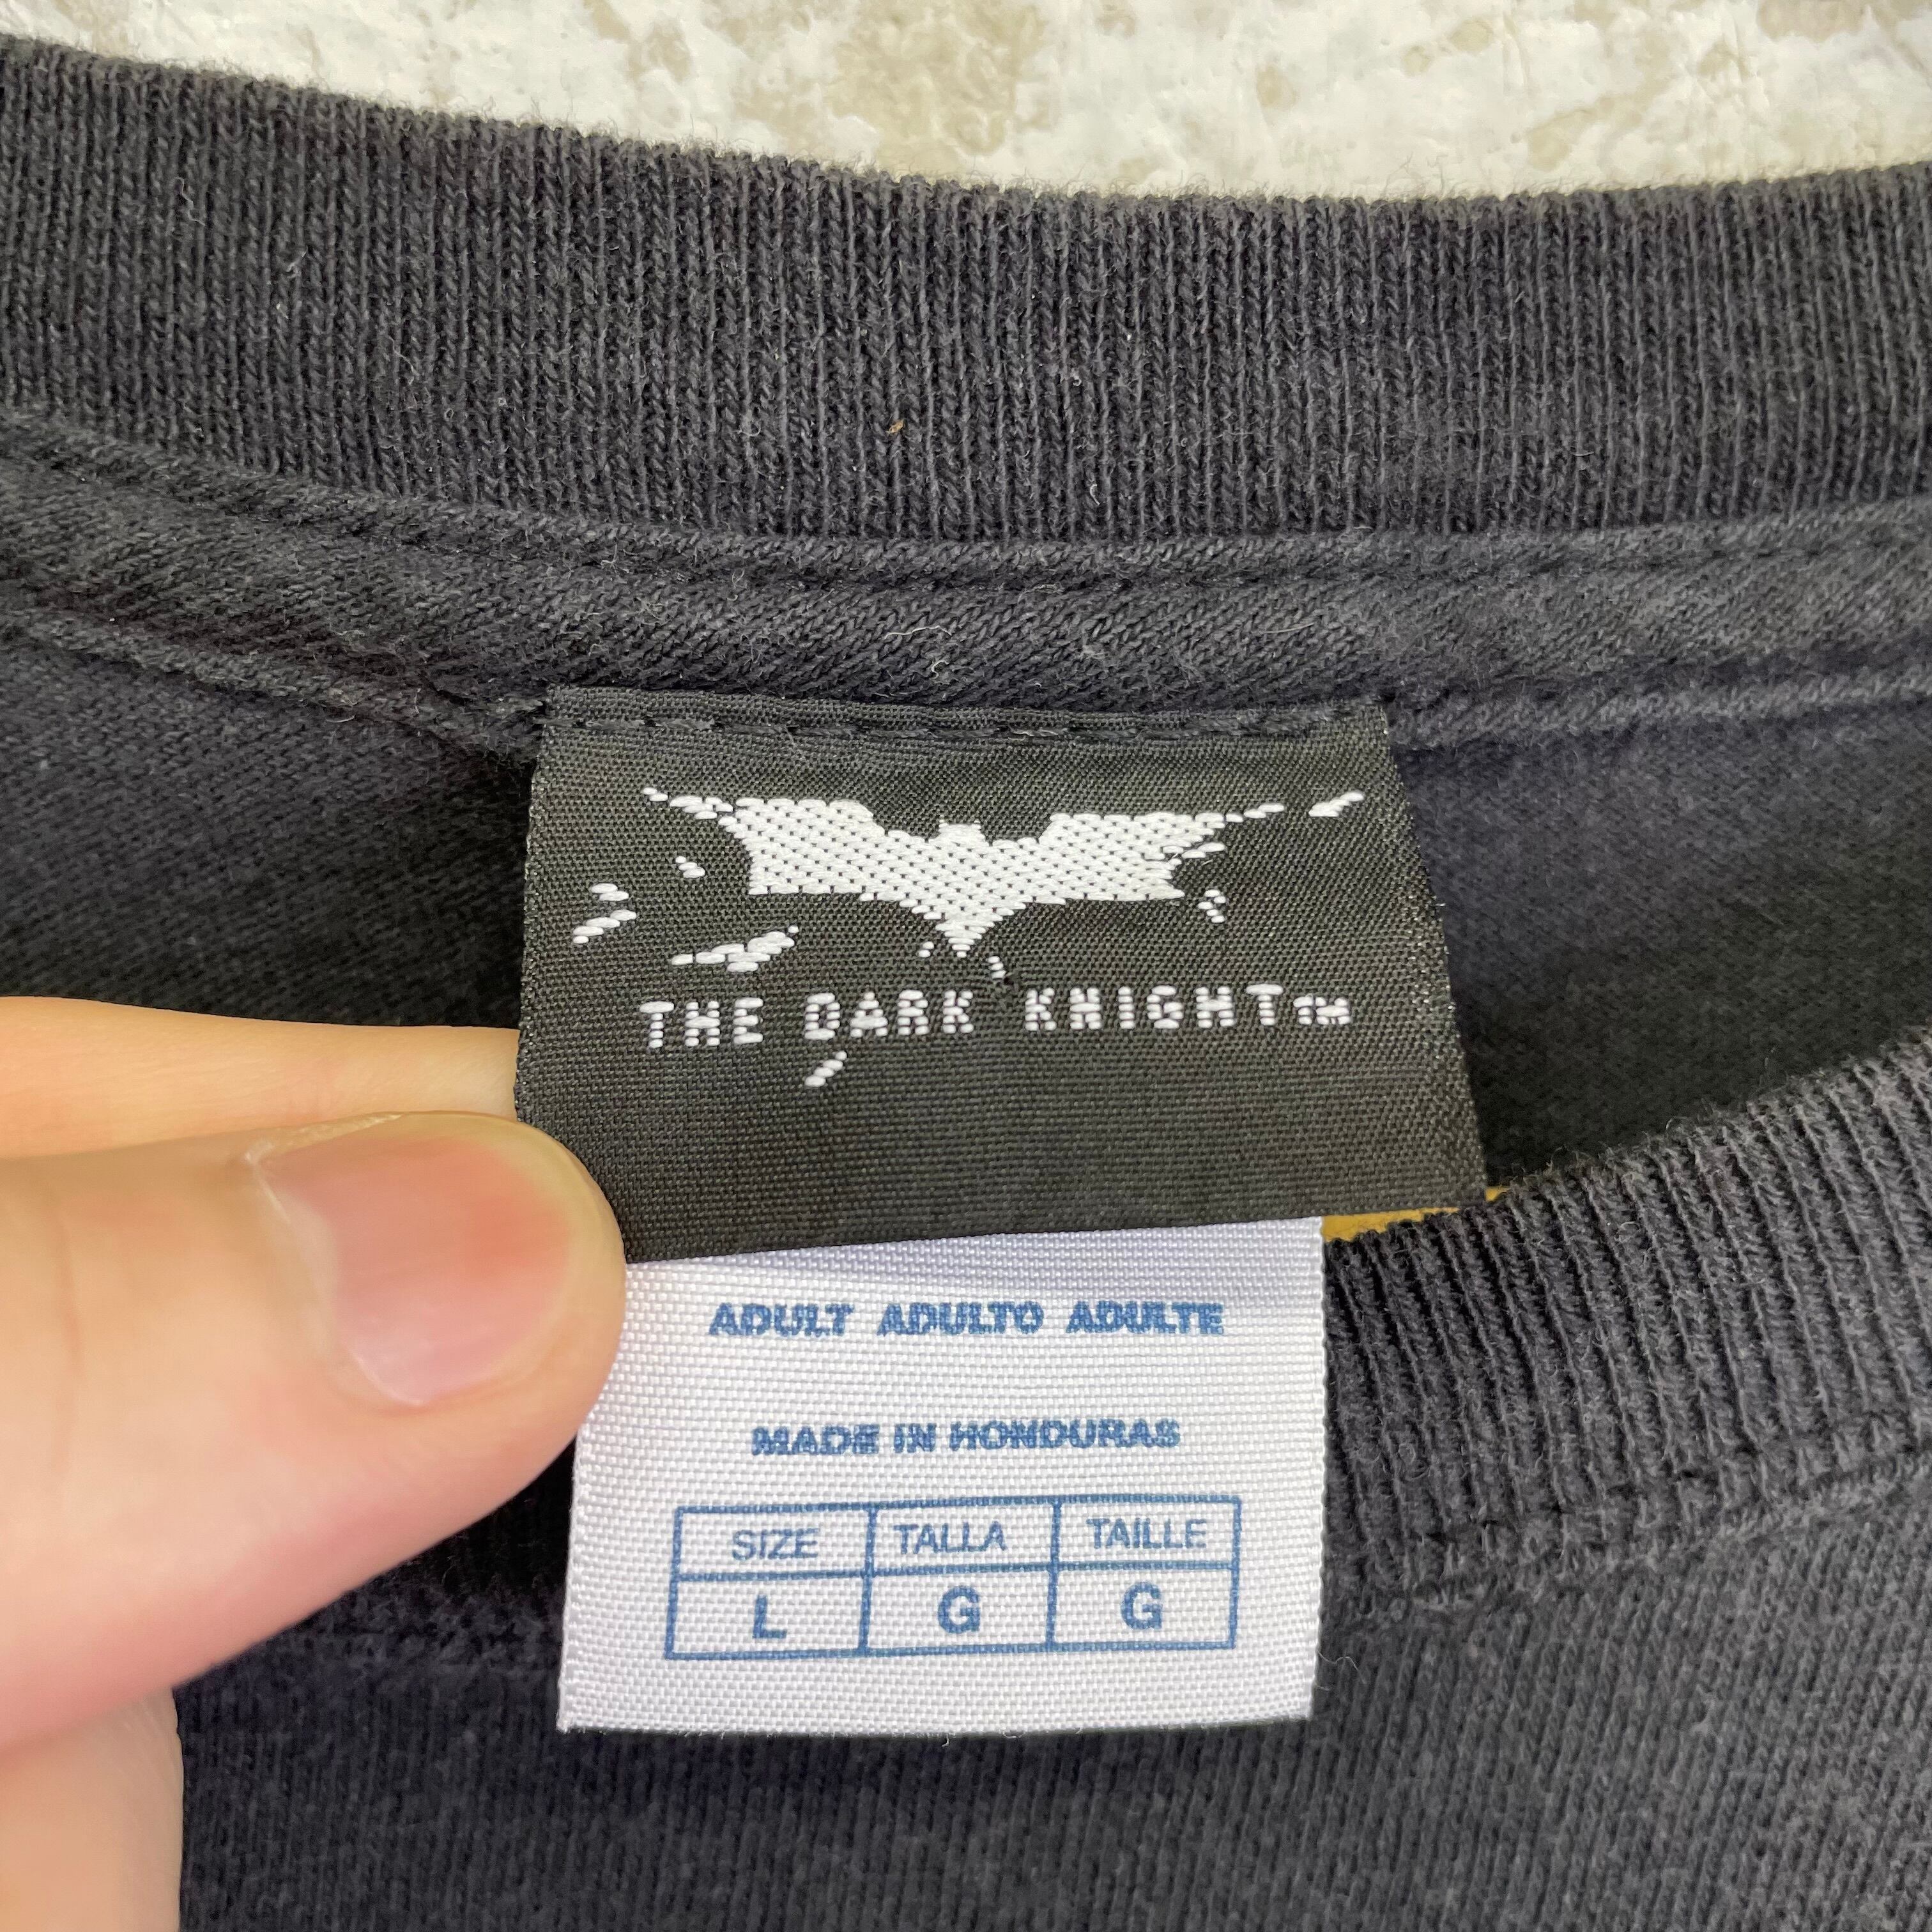 THE DARK KNIGHT™
ADULT ADULTO ADULTE
MADE IN HONDURAS
SIZE TALLA TAILLE
L G G